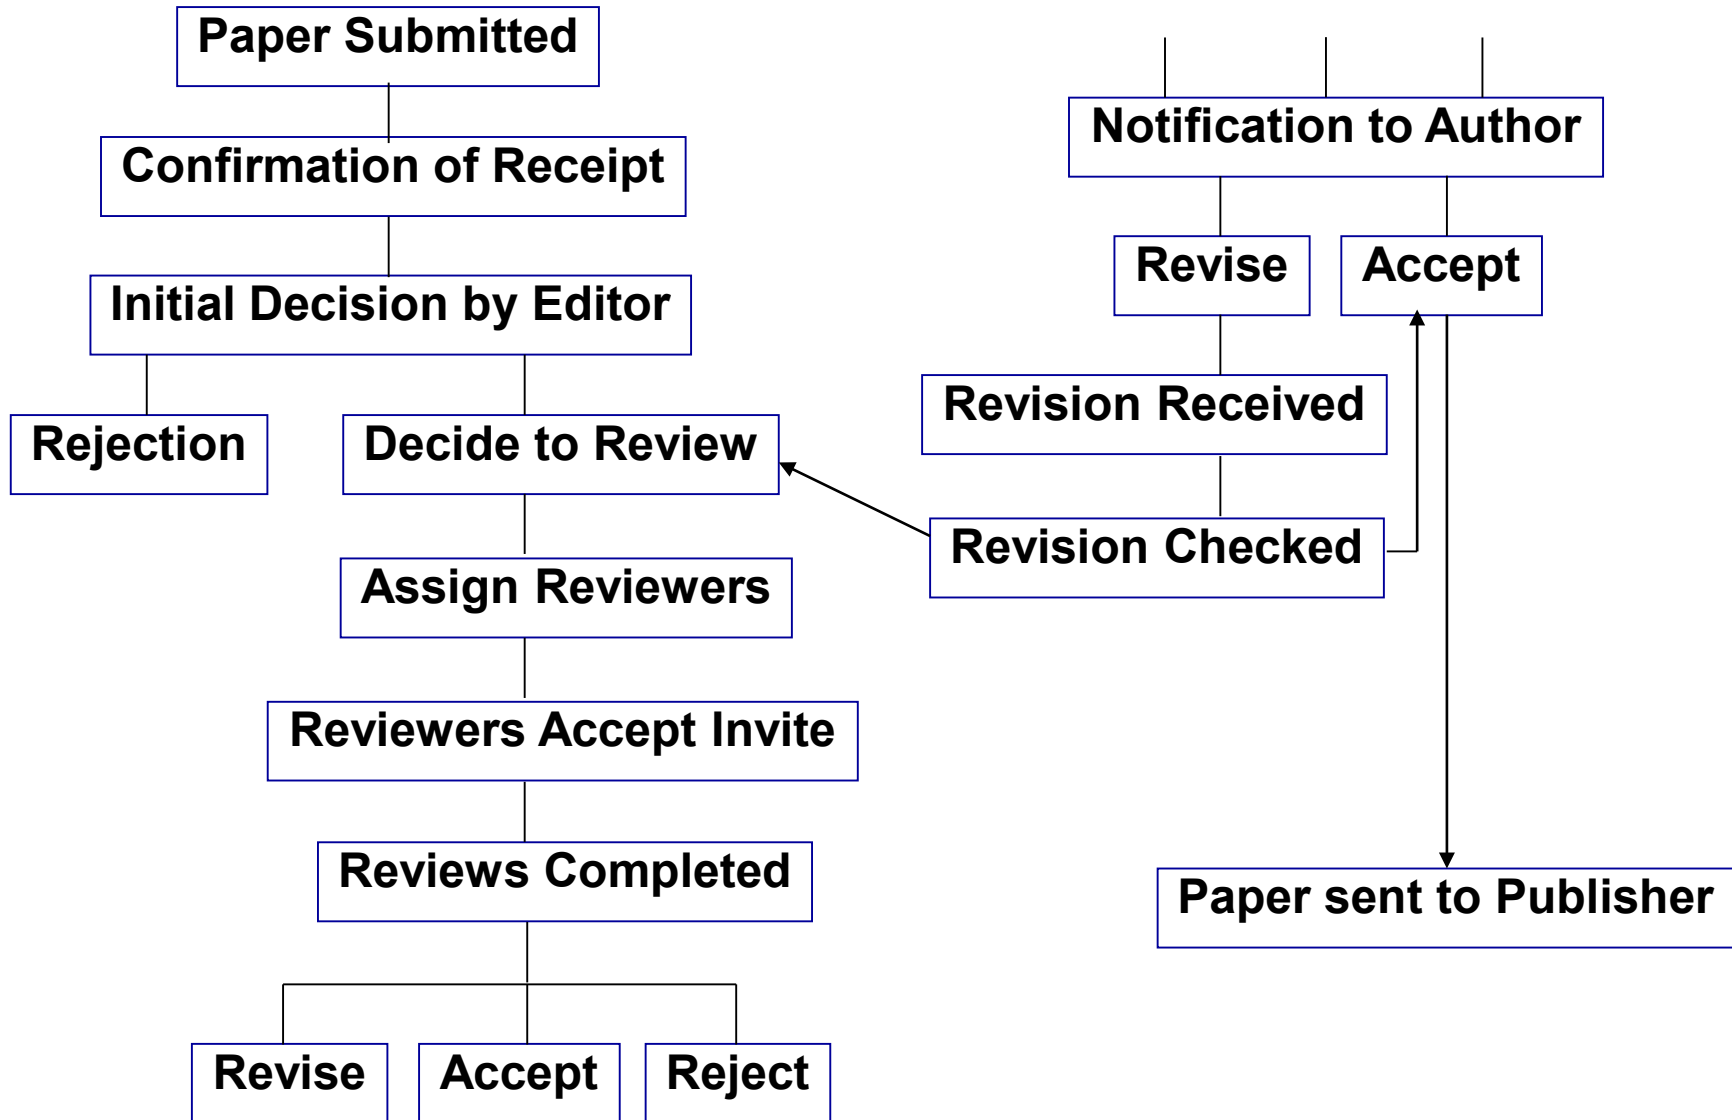 Paper Submitted
Confirmation of Receipt
Initial Decision by Editor
Rejection
Decide to Review
Assign Reviewers
Reviewers Accept Invite
Reviews Completed
Revise
Accept
Reject
Notification to Author
Revise
Accept
Revision Received
Revision Checked
Paper sent to Publisher